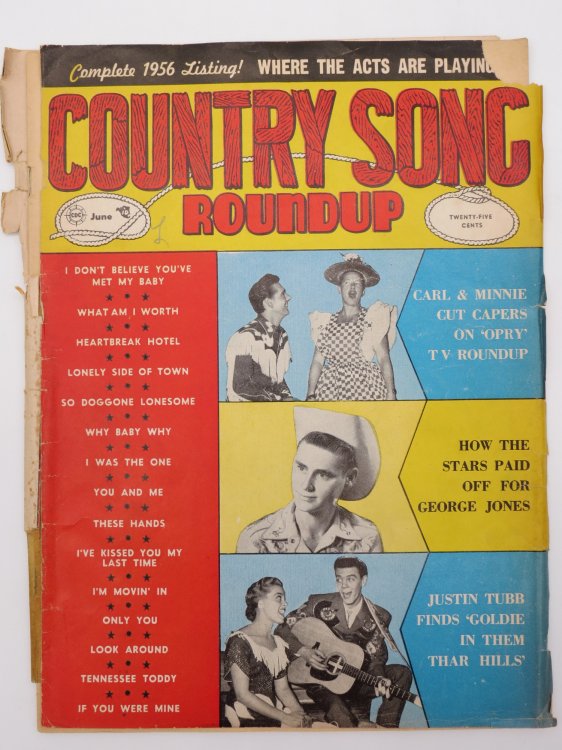 Complete 1956 Listing! WHERE THE ACTS ARE PLAYING
COUNTRY SONG
ROUNDUP
CDC June
TWENTY-FIVE
CENTS
I DON'T BELIEVE YOU'VE
MET MY BABY
WHAT AM I WORTH
HEARTBREAK HOTEL
LONELY SIDE OF TOWN
SO DOGGONE LONESOME
WHY BABY WHY
I WAS THE ONE
YOU AND ME
THESE HANDS
I'VE KISSED YOU MY
LAST TIME
I'M MOVIN' IN
ONLY YOU
LOOK AROUND
TENNESSEE TODDY
IF YOU WERE MINE
CARL & MINNIE
CUT CAPERS
ON 'OPRY'
TV ROUNDUP
HOW THE
STARS PAID
OFF FOR
GEORGE JONES
JUSTIN TUBB
FINDS 'GOLDIE
IN THEM
THAR HILLS'